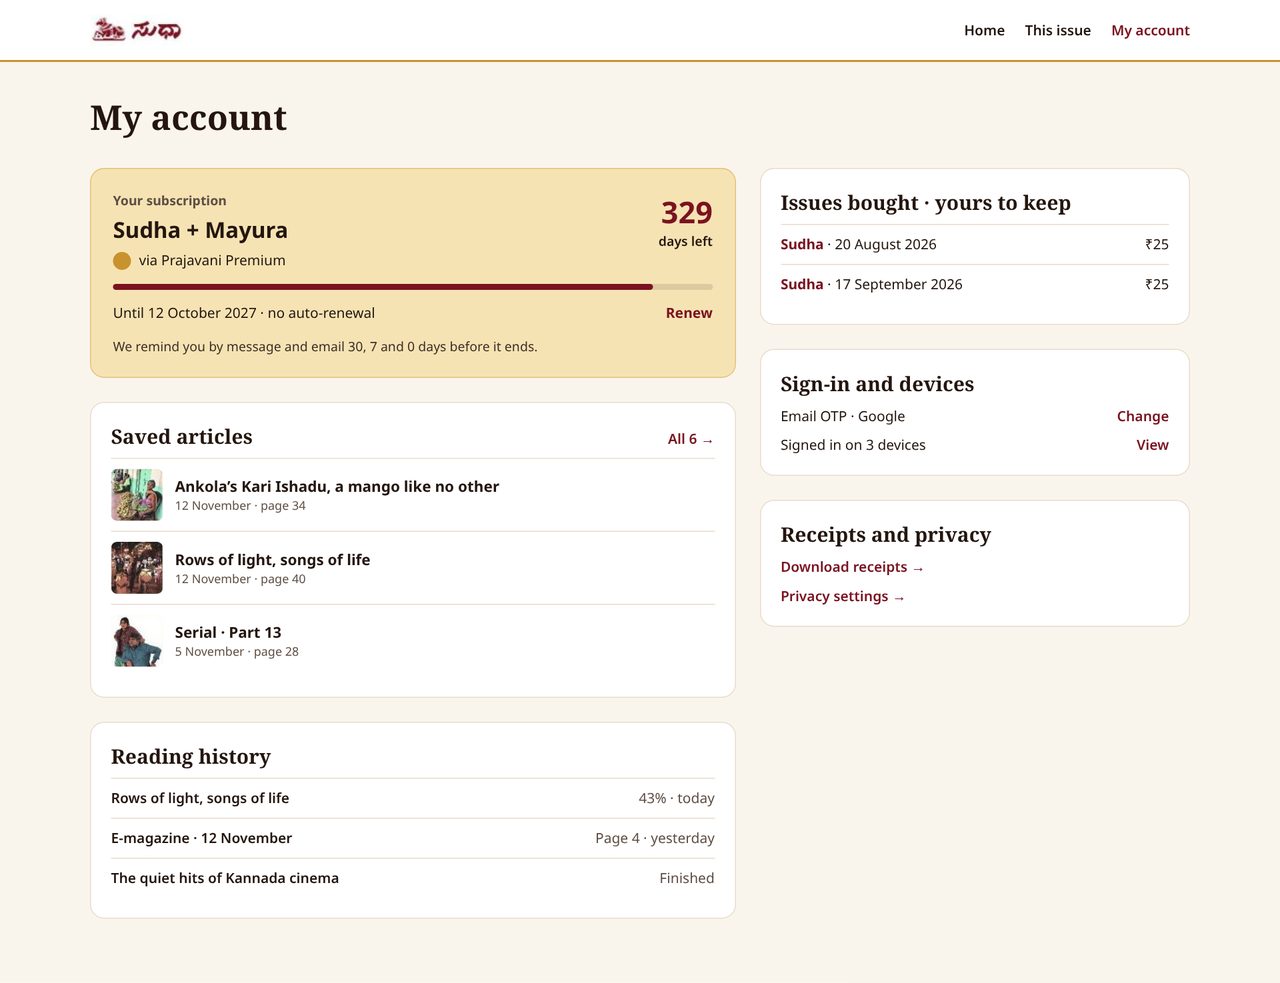 ಸುಧಾ
Home
This issue
My account
My account
Your subscription
Sudha + Mayura
via Prajavani Premium
329
days left
Until 12 October 2027 · no auto-renewal
Renew
We remind you by message and email 30, 7 and 0 days before it ends.
Saved articles
All 6 →
Ankola’s Kari Ishadu, a mango like no other
12 November · page 34
Rows of light, songs of life
12 November · page 40
Serial · Part 13
5 November · page 28
Reading history
Rows of light, songs of life
43% · today
E-magazine · 12 November
Page 4 · yesterday
The quiet hits of Kannada cinema
Finished
Issues bought · yours to keep
Sudha · 20 August 2026
₹25
Sudha · 17 September 2026
₹25
Sign-in and devices
Email OTP · Google
Change
Signed in on 3 devices
View
Receipts and privacy
Download receipts →
Privacy settings →